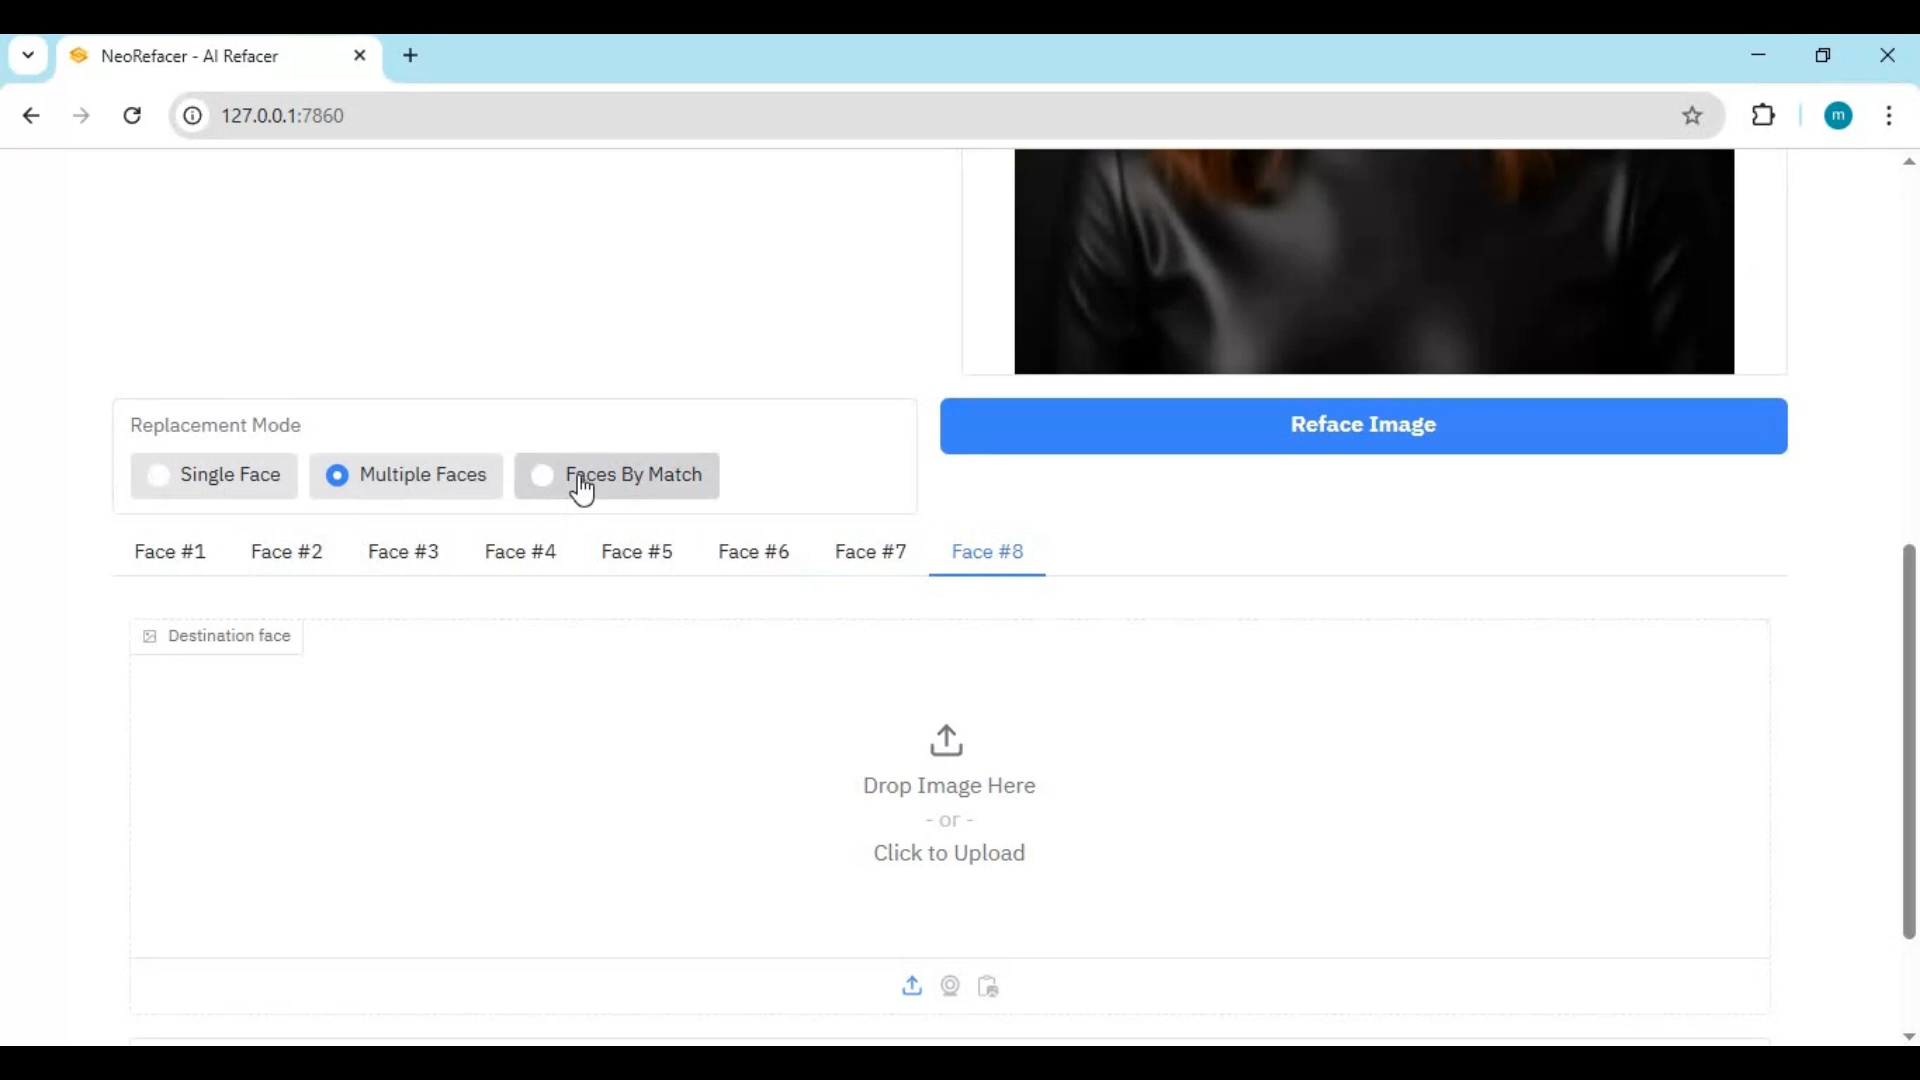 NeoRefacer - AI Refacer
127.0.0.1:7860
m
Replacement Mode
Reface Image
Single Face
Multiple Faces
Faces By Match
Face #1
Face #2
Face #3
Face #4
Face #5
Face #6
Face #7
Face #8
Destination face
Drop Image Here
- or -
Click to Upload